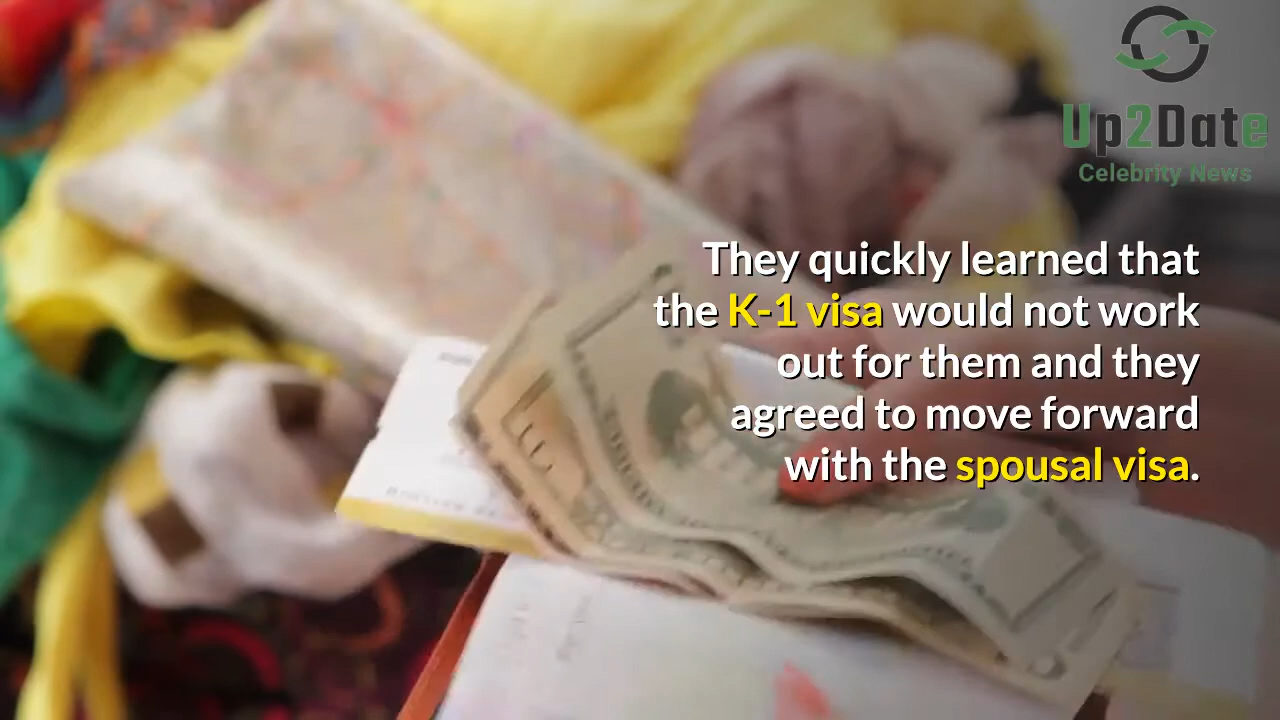 Up2Date
Celebrity News
They quickly learned that
the K-1 visa would not work
out for them and they
agreed to move forward
with the spousal visa.